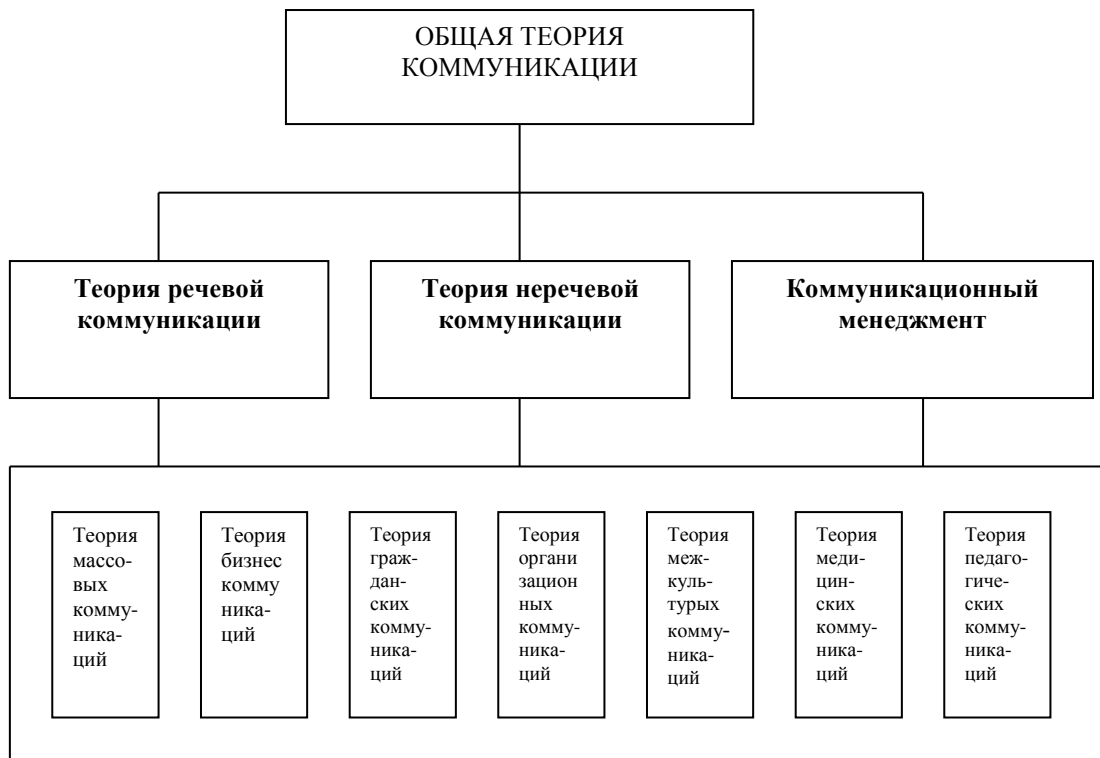 ОБЩАЯ ТЕОРИЯ
КОММУНИКАЦИИ
Теория речевой
коммуникации
Теория неречевой
коммуникации
Коммуникационный
менеджмент
Теория
массо-
вых
комму-
ника-
ций
Теория
бизнес
комму
ника-
ций
Теория
граж-
дан-
ских
комму-
ника-
ций
Теория
органи
зацион
ных
комму-
ника-
ций
Теория
меж-
куль-
турых
комму-
ника-
ций
Теория
меди-
цин-
ских
комму-
ника-
ций
Теория
педаго-
гичес-
ских
комму-
ника-
ций